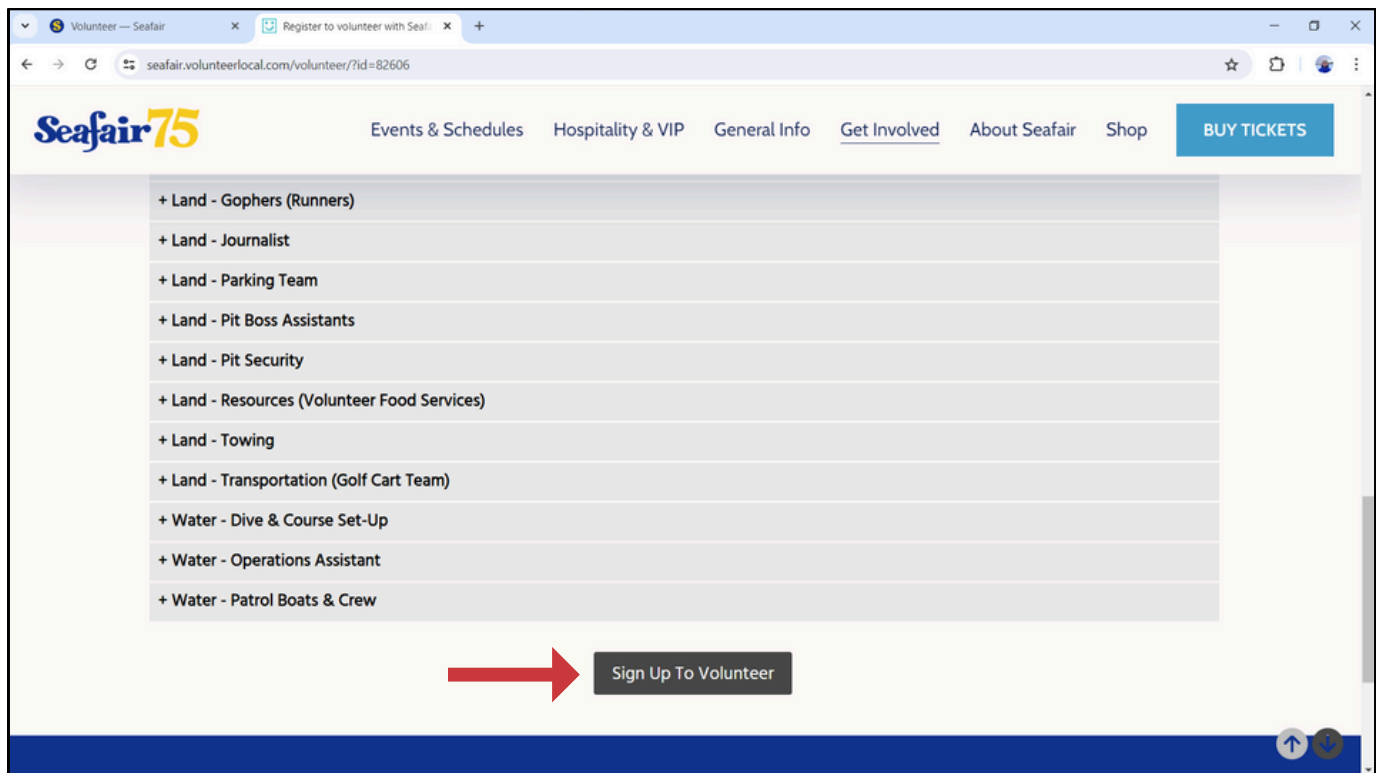 Volunteer — Seafair
Register to volunteer with Seafa
seafair.volunteerlocal.com/volunteer/?id=82606
Seafair75
Events & Schedules
Hospitality & VIP
General Info
Get Involved
About Seafair
Shop
BUY TICKETS
+ Land - Gophers (Runners)
+ Land - Journalist
+ Land - Parking Team
+ Land - Pit Boss Assistants
+ Land - Pit Security
+ Land - Resources (Volunteer Food Services)
+ Land - Towing
+ Land - Transportation (Golf Cart Team)
+ Water - Dive & Course Set-Up
+ Water - Operations Assistant
+ Water - Patrol Boats & Crew
Sign Up To Volunteer